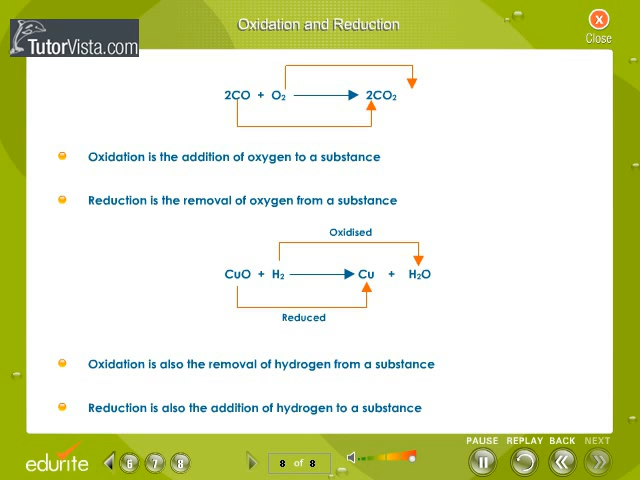 Oxidation and Reduction
X
Close
TutorVista.com
2CO + O₂ → 2CO₂
Oxidation is the addition of oxygen to a substance
Reduction is the removal of oxygen from a substance
Oxidised
CuO + H₂ → Cu + H₂O
Reduced
Oxidation is also the removal of hydrogen from a substance
Reduction is also the addition of hydrogen to a substance
PAUSE REPLAY BACK NEXT
edurite 6 7 8 8 of 8